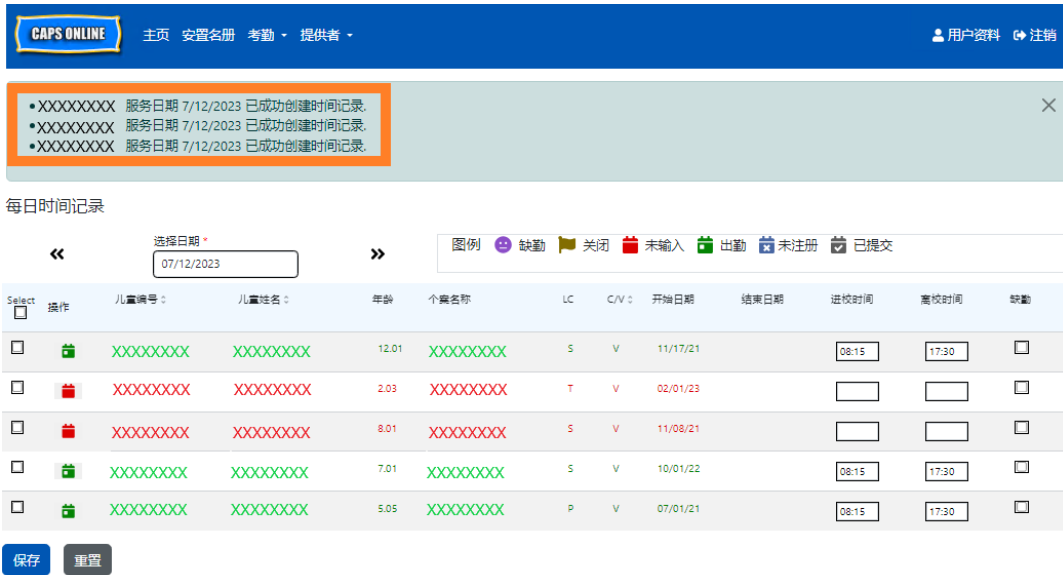 CAPS ONLINE 主页 安置名册 考勤 提供者 用户资料 注销
•XXXXXXXX 服务日期 7/12/2023 已成功创建时间记录.
•XXXXXXXX 服务日期 7/12/2023 已成功创建时间记录.
•XXXXXXXX 服务日期 7/12/2023 已成功创建时间记录.
每日时间记录
选择日期 *
07/12/2023
图例 缺勤 关闭 未输入 出勤 未注册 已提交
Select 操作 儿童编号 儿童姓名 年龄 个案名称 LC C/V 开始日期 结束日期 进校时间 离校时间 缺勤
XXXXXXXX XXXXXXXX 12.01 XXXXXXXX S V 11/17/21 08:15 17:30
XXXXXXXX XXXXXXXX 2.03 XXXXXXXX T V 02/01/23
XXXXXXXX XXXXXXXX 8.01 XXXXXXXX S V 11/08/21
XXXXXXXX XXXXXXXX 7.01 XXXXXXXX S V 10/01/22 08:15 17:30
XXXXXXXX XXXXXXXX 5.05 XXXXXXXX P V 07/01/21 08:15 17:30
保存 重置